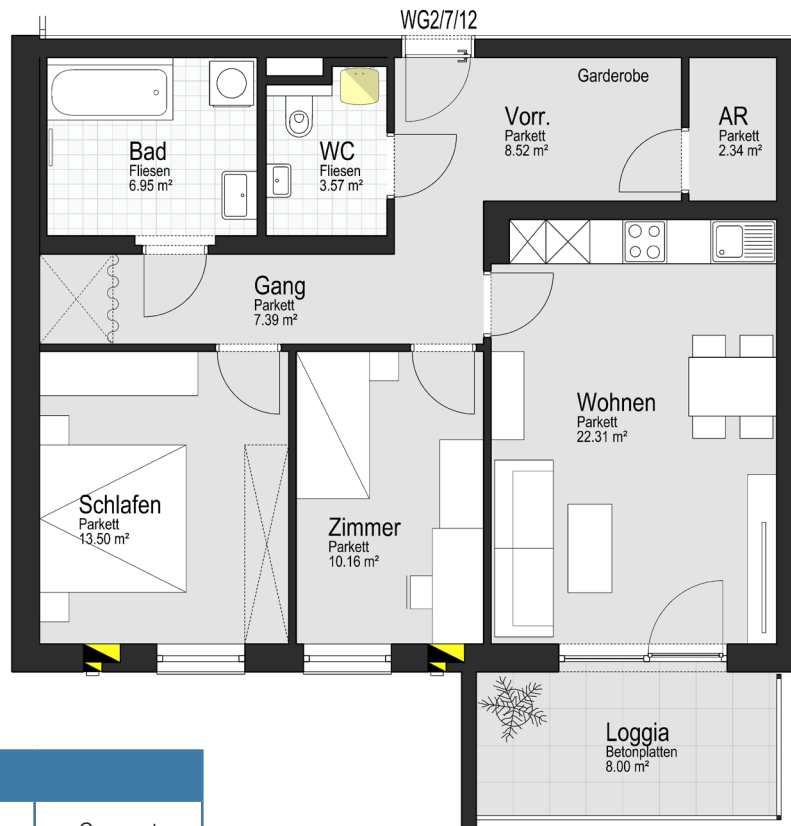 WG2/7/12
Garderobe
Bad
Fliesen
6.95 m²
WC
Fliesen
3.57 m²
Vorr.
Parkett
8.52 m²
AR
Parkett
2.34 m²
Gang
Parkett
7.39 m²
Wohnen
Parkett
22.31 m²
Schlafen
Parkett
13.50 m²
Zimmer
Parkett
10.16 m²
Loggia
Betonplatten
8.00 m²